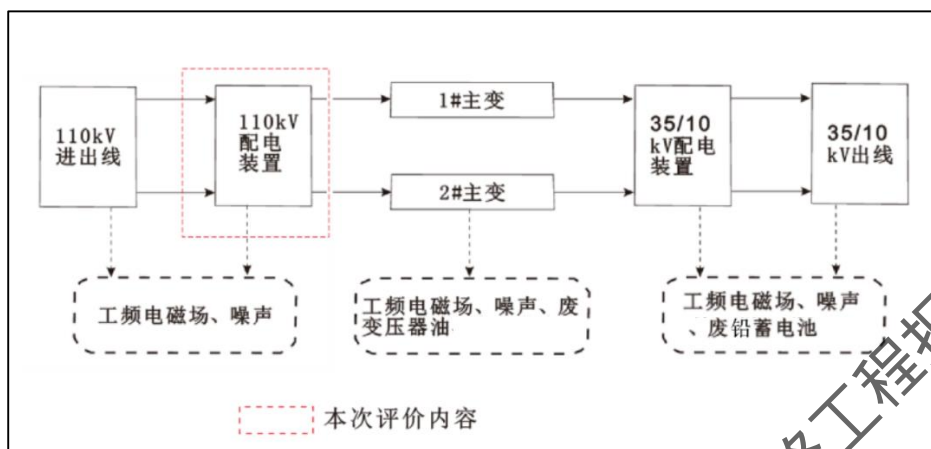 110kV
进出线
110kV
配电
装置
1#主变
2#主变
35/10
kV配电
装置
35/10
kV出线
工频电磁场、噪声
工频电磁场、噪声、废
变压器油
工频电磁场、噪声
、废铅蓄电池
本次评价内容
工程